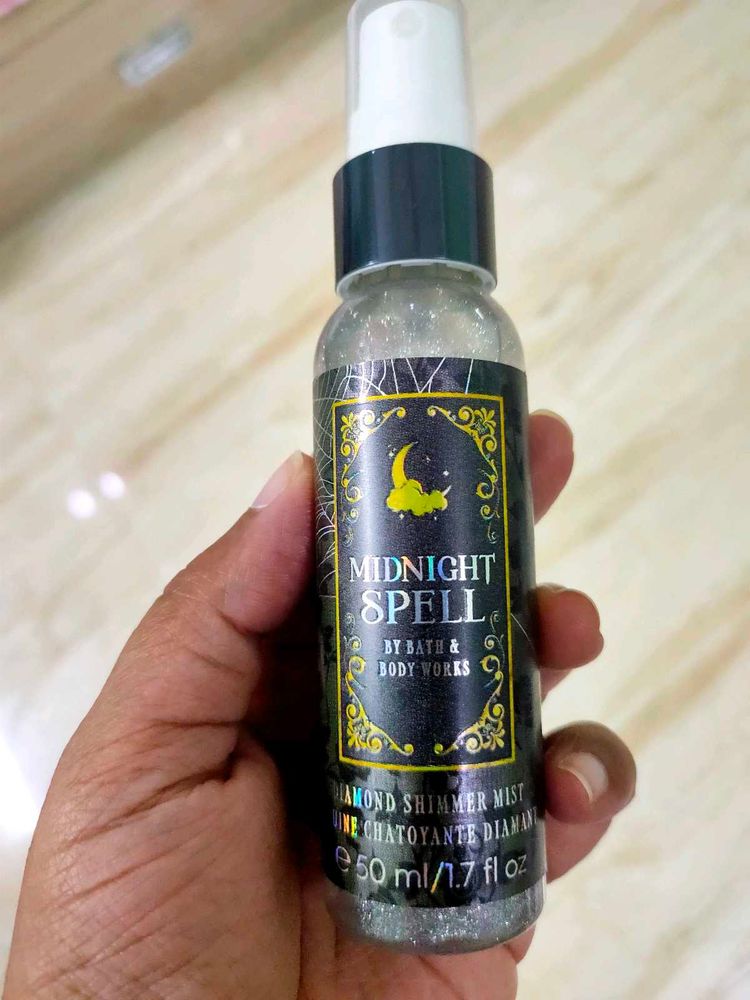 MIDNIGHT
SPELL
BY BATH &
BODY WORKS
DIAMOND SHIMMER MIST
CHATOYANTE DIAMANT
e 50 ml/1.7 fl oz